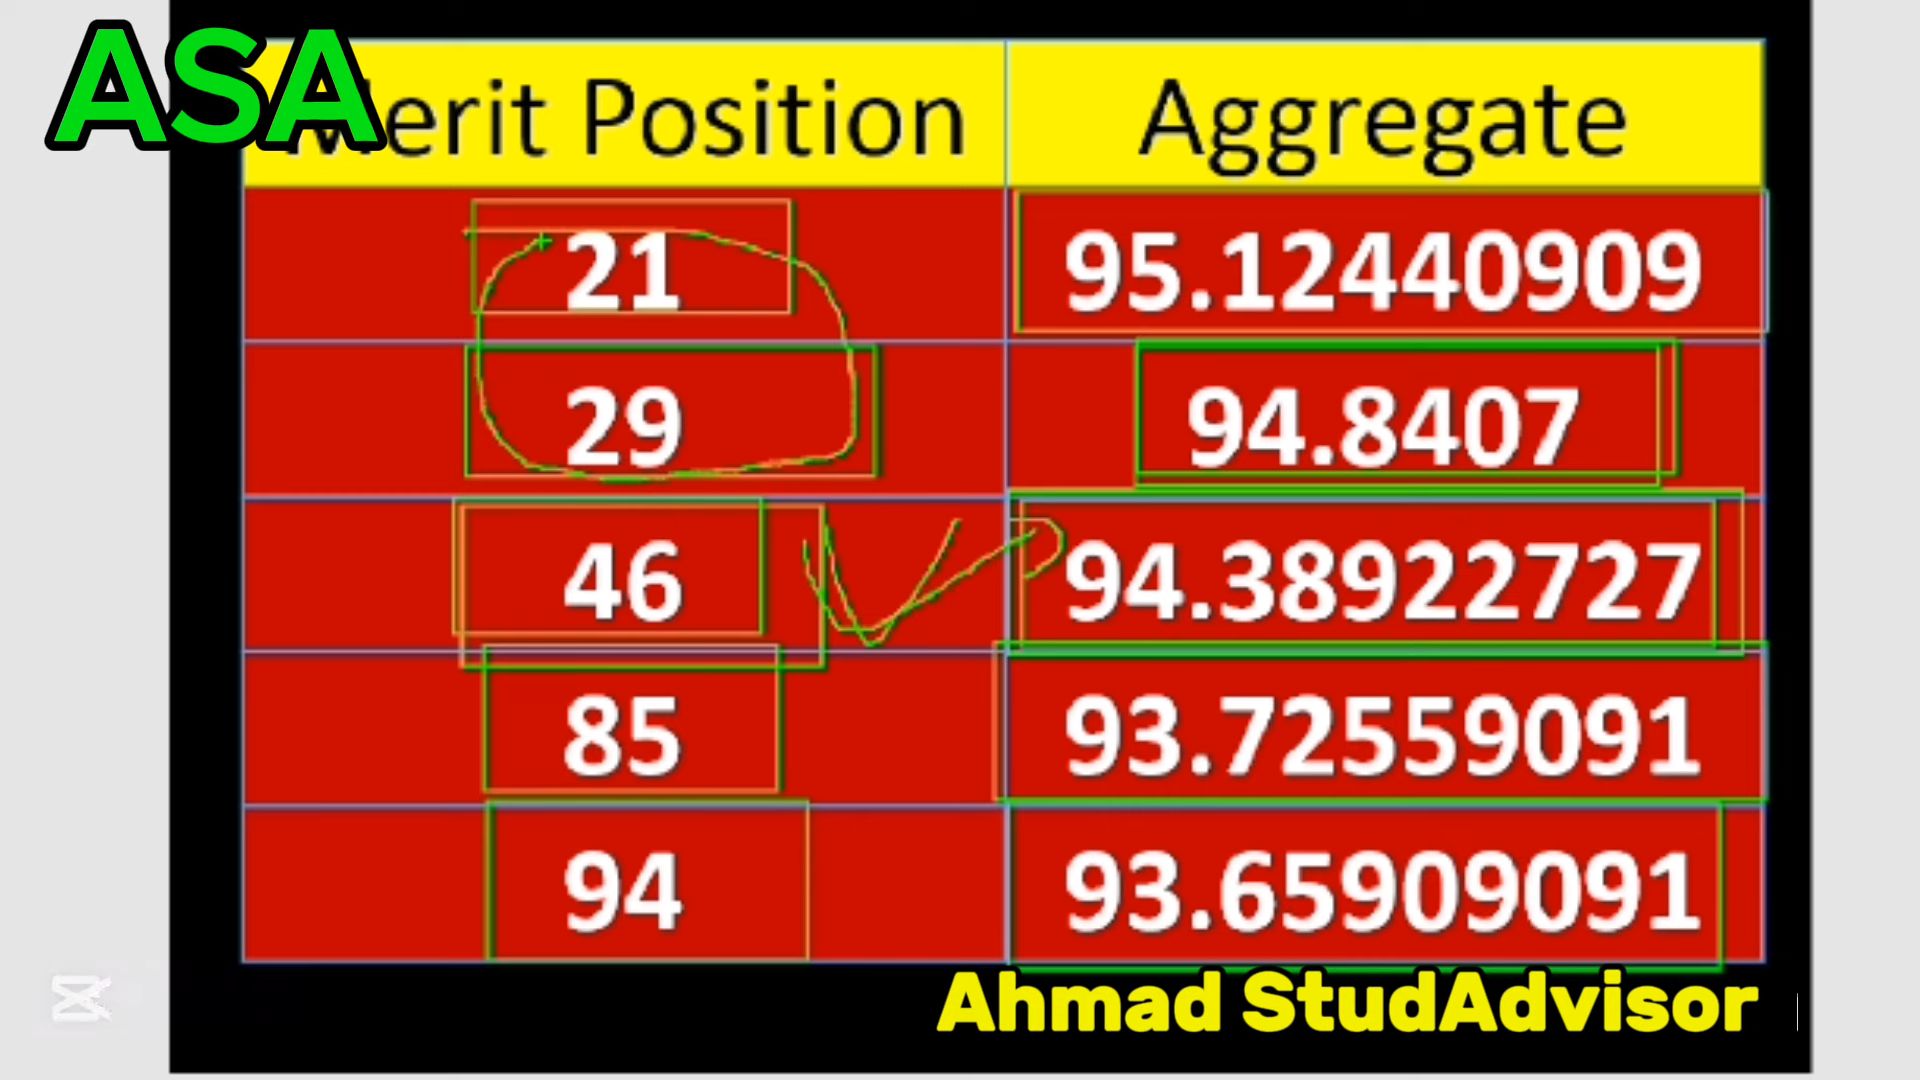 ASA
Merit Position Aggregate
21 95.12440909
29 94.8407
46 94.38922727
85 93.72559091
94 93.65909091
Ahmad StudAdvisor